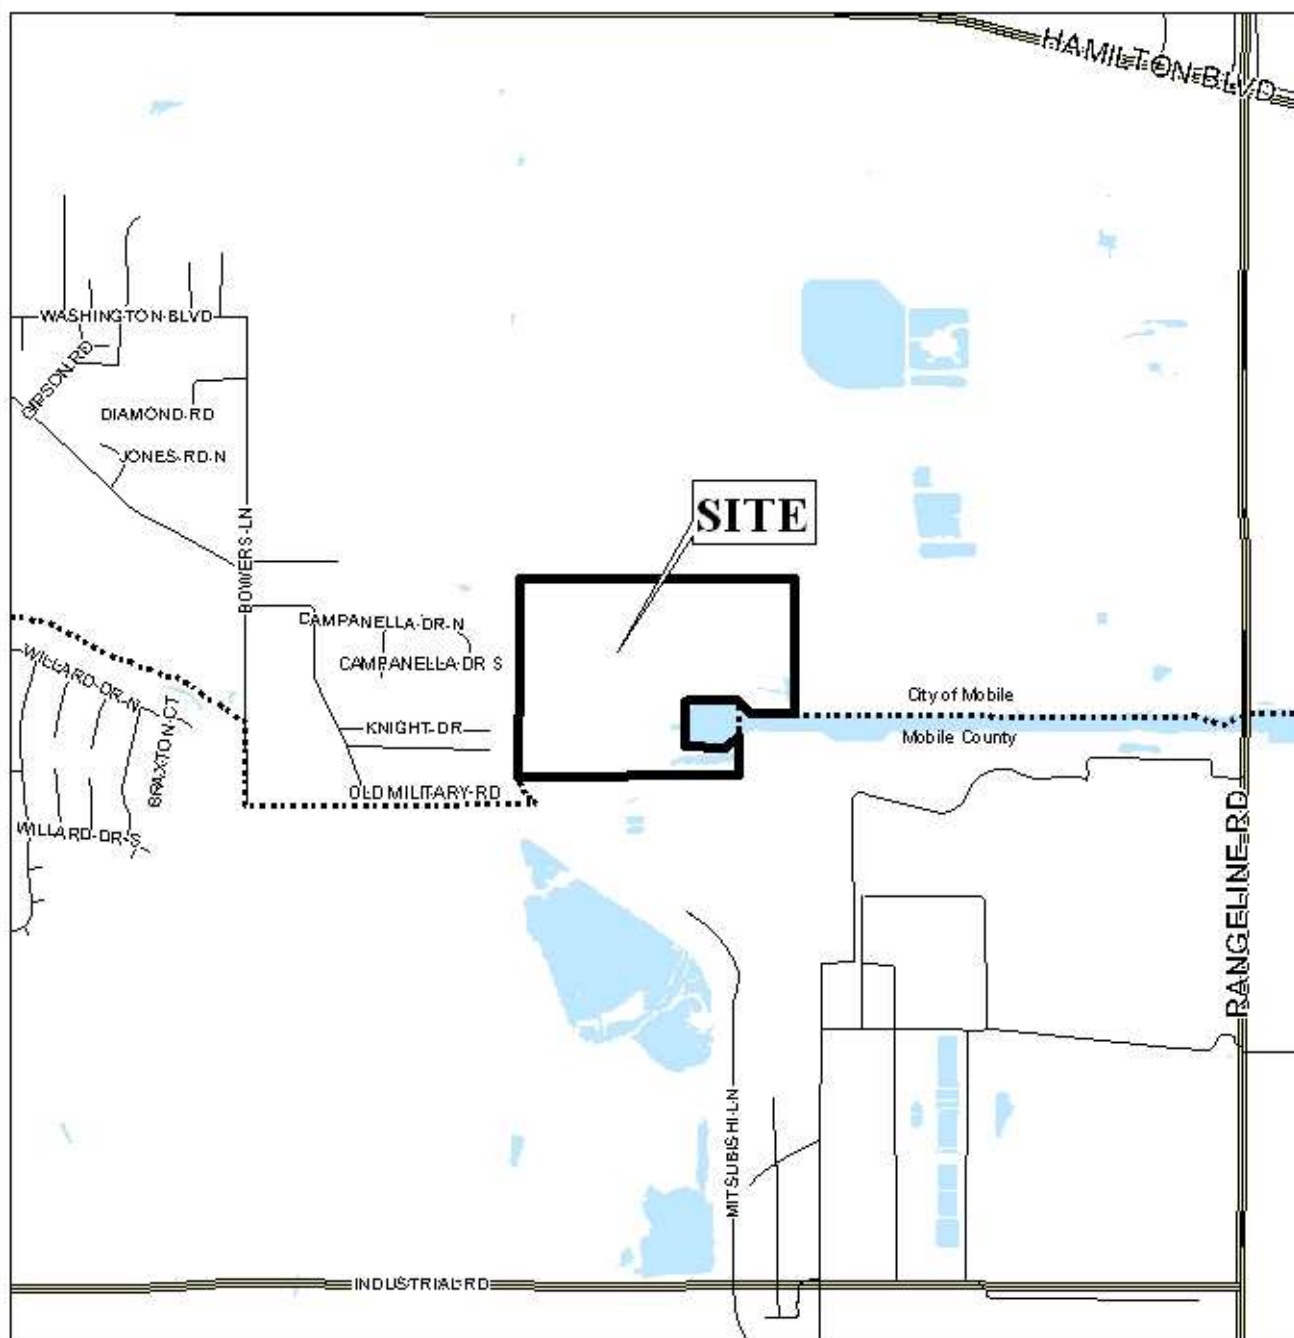 HAMILTON BLVD
WASHINGTON BLVD
GIPSON RD
DIAMOND RD
JONES RD N
SITE
BOWERS LN
CAMPANELLA DR N
CAMPANELLA DR S
WILLARD DR N
BRAXTON CT
KNIGHT DR
City of Mobile
Mobile County
OLD MILITARY RD
WILLARD DR S
RANGELINE RD
MITSUBISHI LN
INDUSTRIAL RD